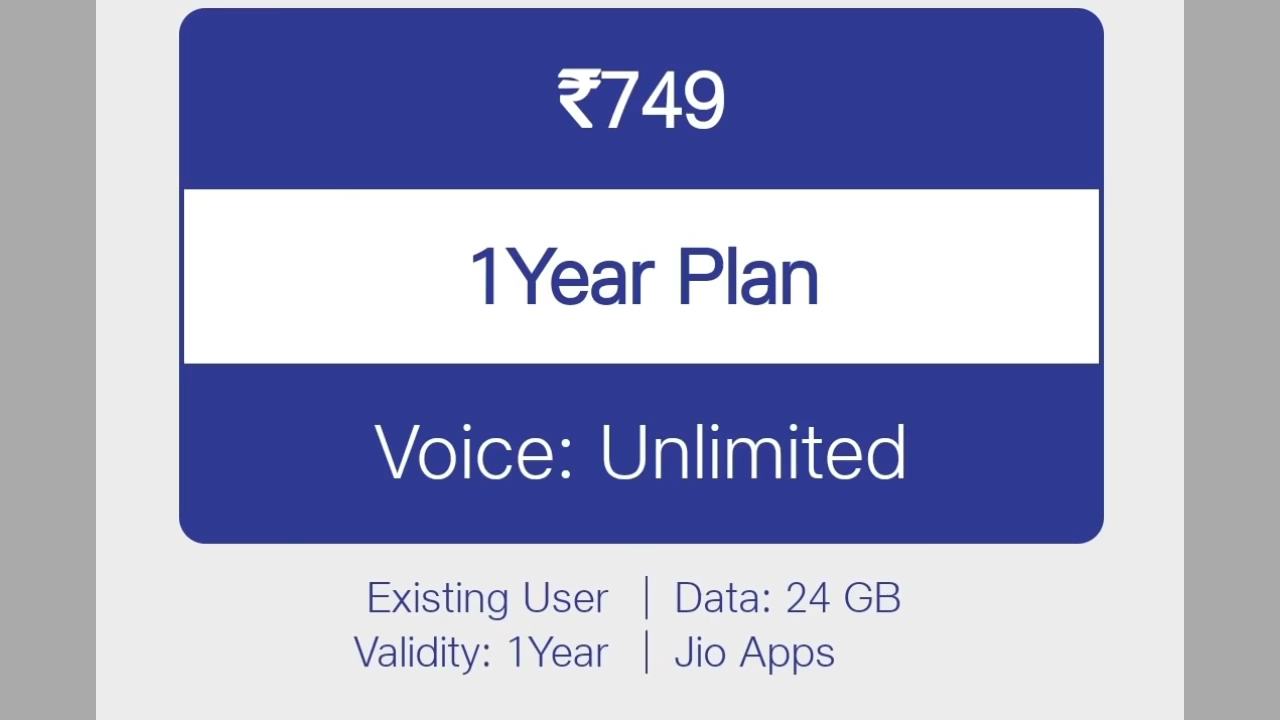 ₹749
1Year Plan
Voice: Unlimited
Existing User | Data: 24 GB
Validity: 1Year | Jio Apps